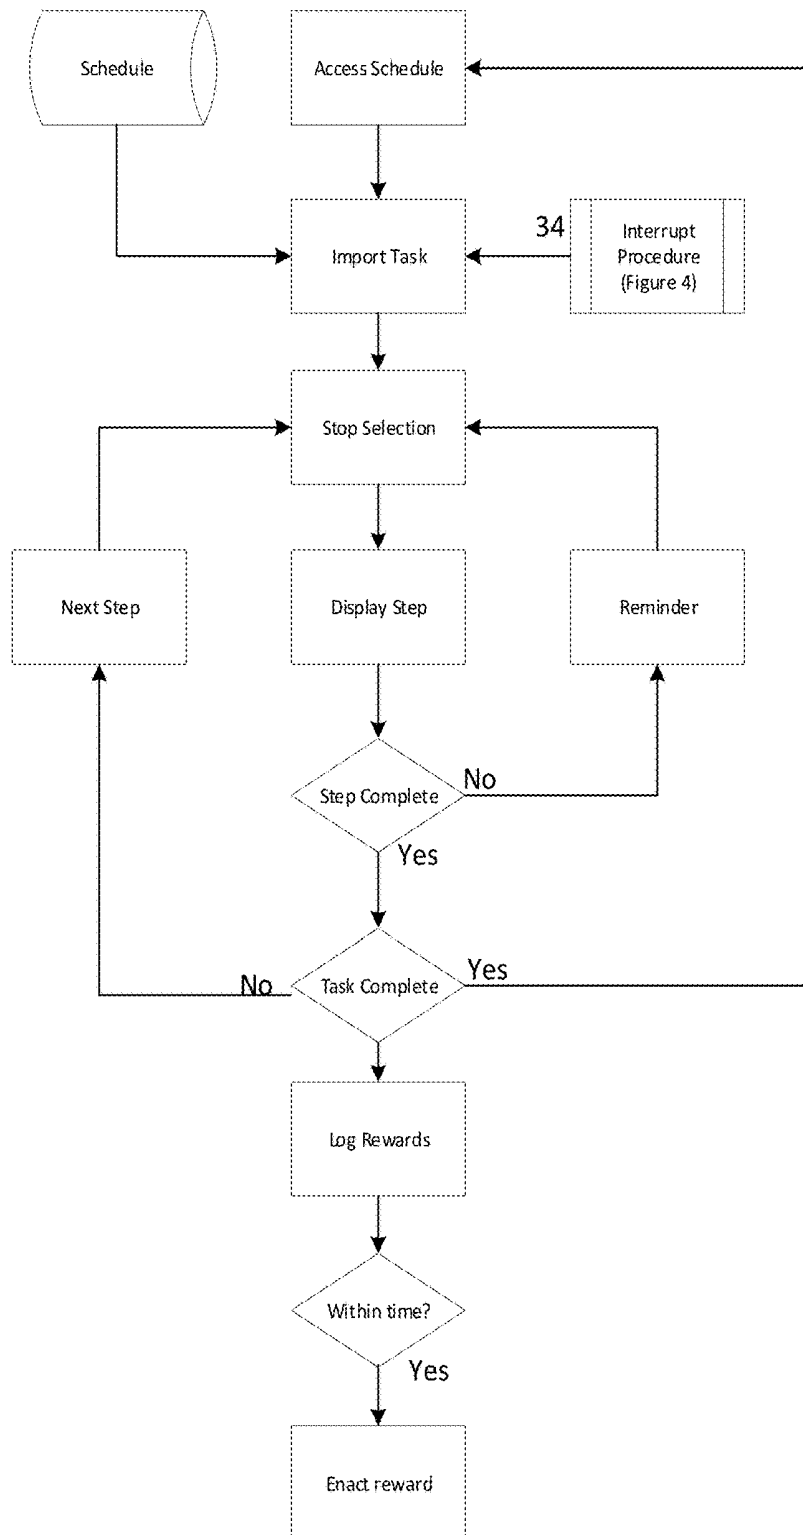 Schedule
Access Schedule
Import Task
34
Interrupt
Procedure
(Figure 4)
Stop Selection
Next Step
Display Step
Reminder
Step Complete
No
Yes
No
Task Complete
Yes
Log Rewards
Within time?
Yes
Enact reward